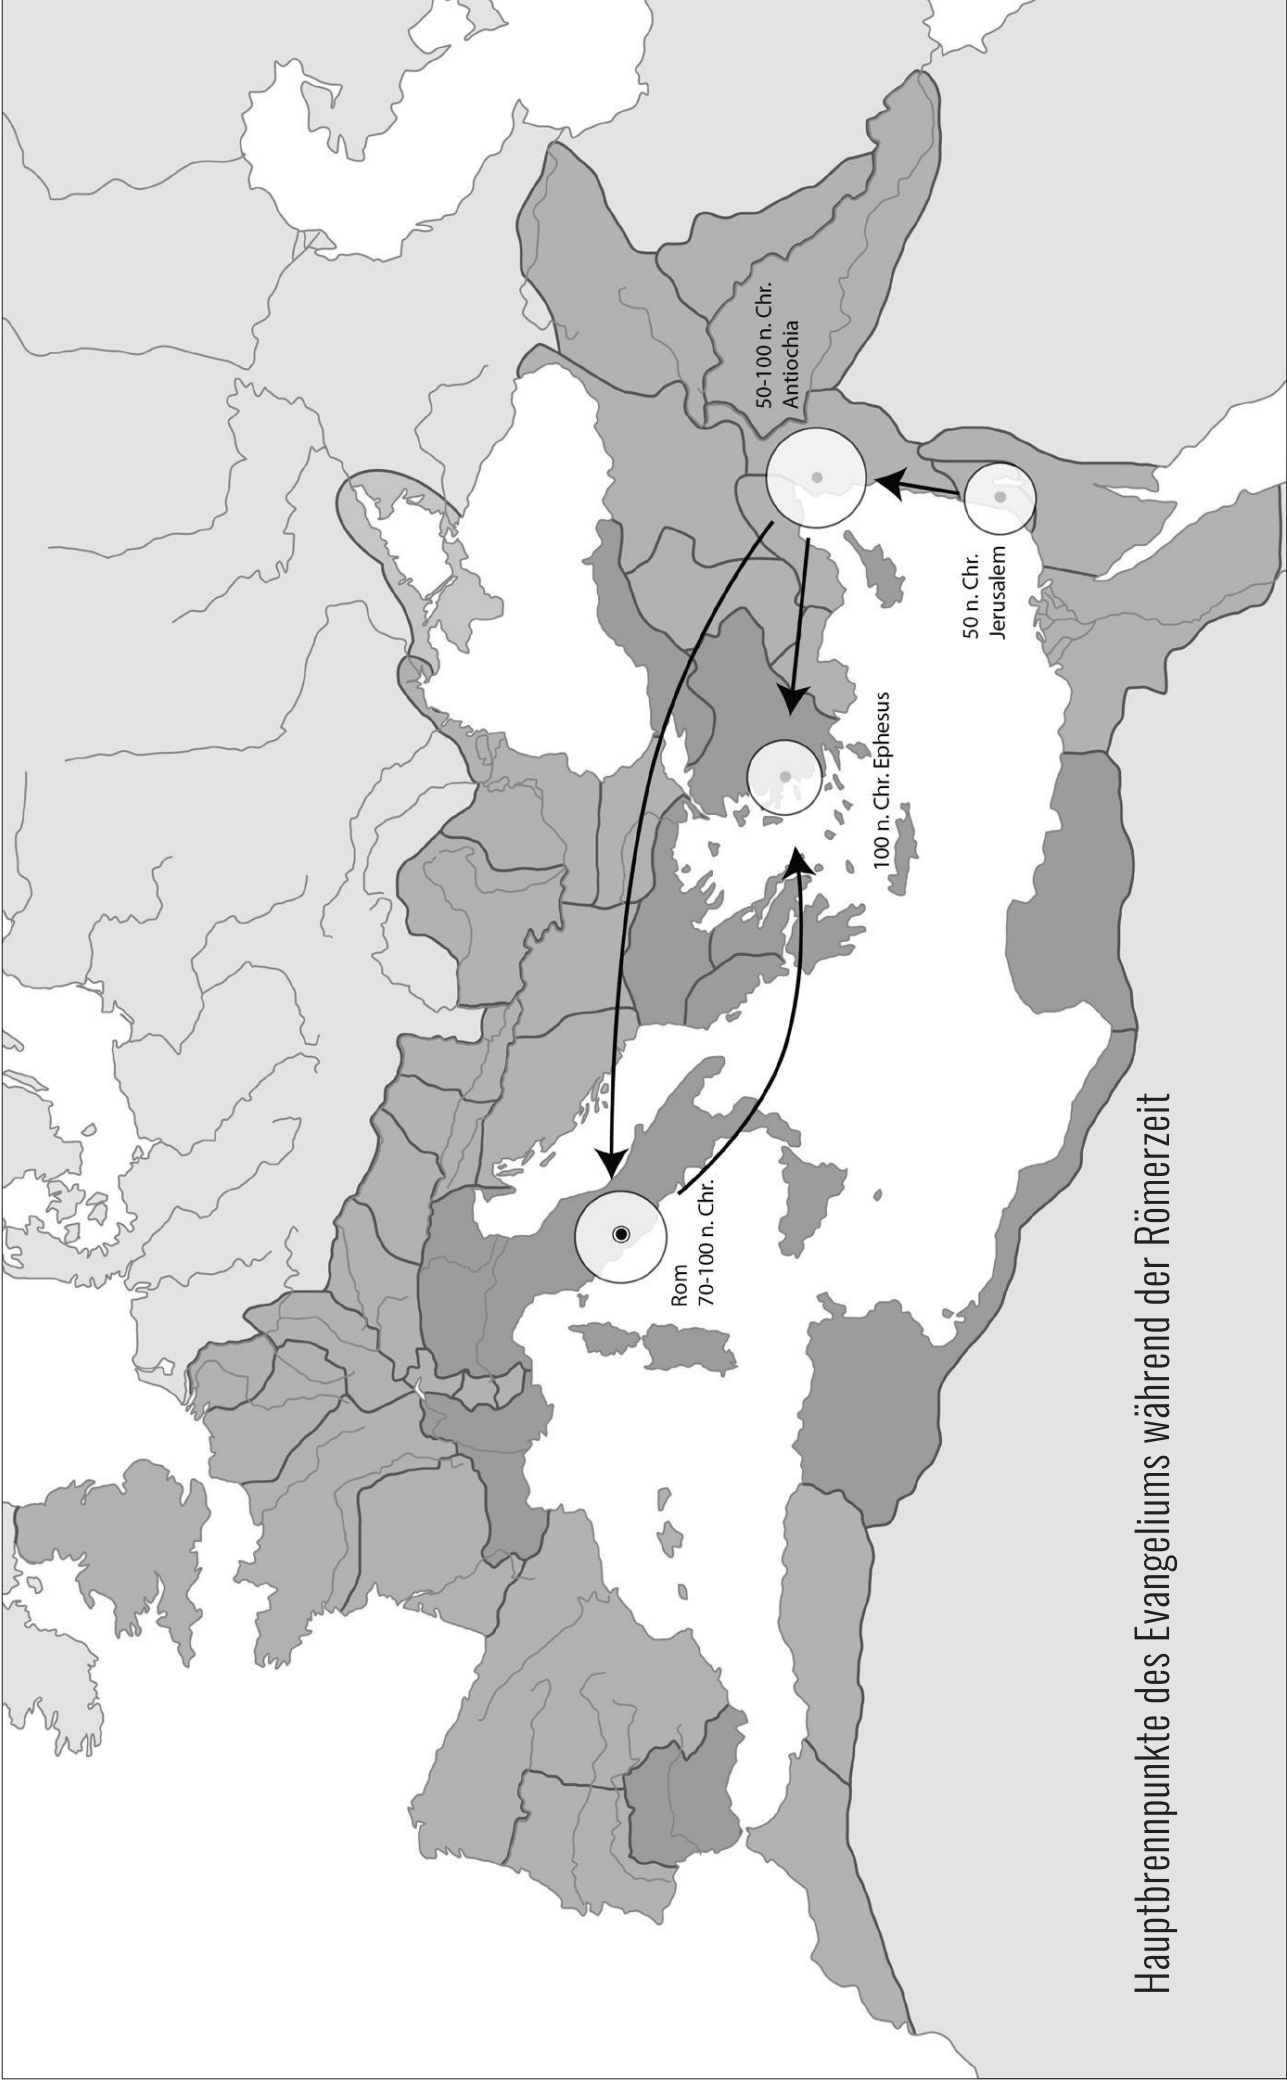 50-100 n. Chr.
Antiochia
50 n. Chr.
Jerusalem
100 n. Chr. Ephesus
Rom
70-100 n. Chr.
Hauptbrennpunkte des Evangeliums während der Römerzeit